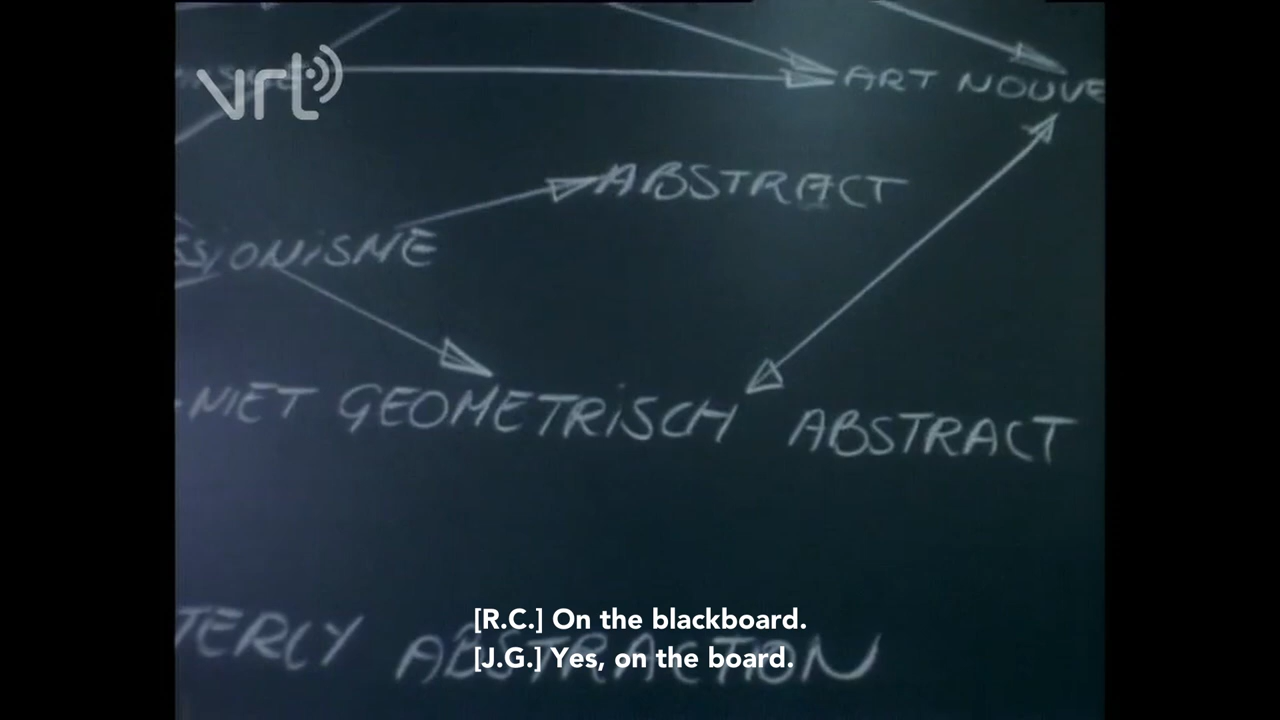 vrt
ART NOUVE
ABSTRACT
SSIONiSME
NIET GEOMETRiSCH ABSTRACT
TERLY ABSTRACTION
[R.C.] On the blackboard.
[J.G.] Yes, on the board.